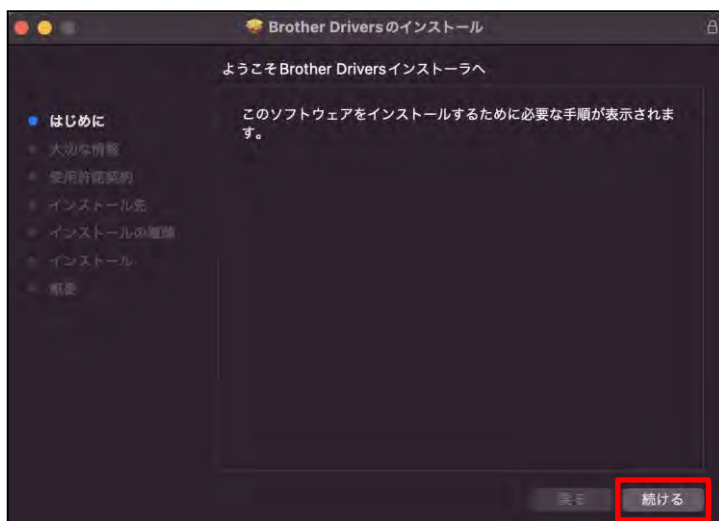 Brother Driversのインストール
ようこそBrother Driversインストーラへ
はじめに
大切な情報
使用許諾契約
インストール先
インストールの種類
インストール
概要
このソフトウェアをインストールするために必要な手順が表示されま
す。
戻る
続ける